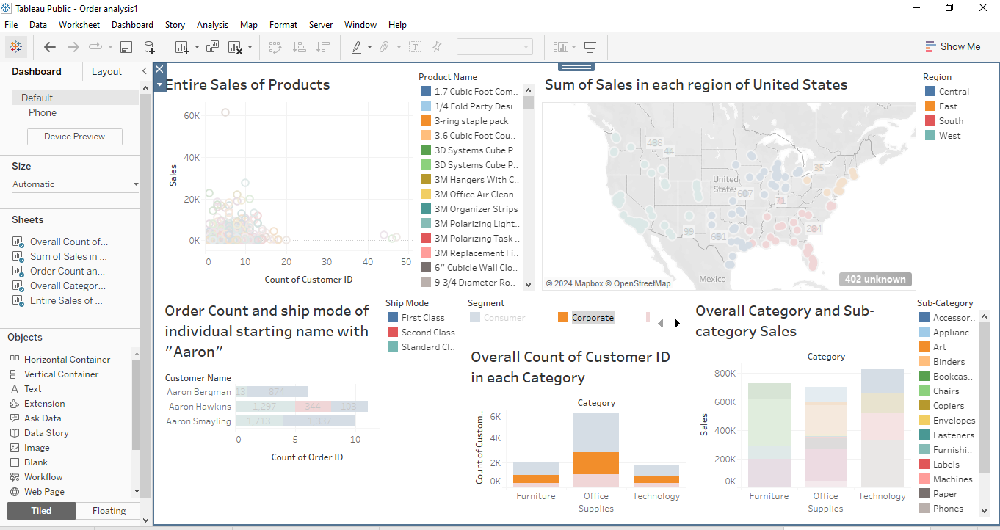 Tableau Public - Order analysis1
File Data Worksheet Dashboard Story Analysis Map Format Server Window Help
Show Me
Dashboard Layout
Default
Phone
Device Preview
Size
Automatic
Sheets
Overall Count of...
Sum of Sales in ...
Order Count an...
Overall Categor...
Entire Sales of ...
Objects
Horizontal Container
Vertical Container
Text
Extension
Ask Data
Data Story
Image
Blank
Workflow
Web Page
Tiled Floating
Entire Sales of Products
60K
40K
20K
0K
Sales
0 10 20 30 40 50
Count of Customer ID
Product Name
1.7 Cubic Foot Com..
1/4 Fold Party Desi..
3-ring staple pack
3.6 Cubic Foot Cou..
3D Systems Cube P..
3D Systems Cube P..
3M Hangers With C..
3M Office Air Clean..
3M Organizer Strips
3M Polarizing Light..
3M Polarizing Task ..
3M Replacement Fi..
6" Cubicle Wall Clo..
9-3/4 Diameter Ro..
Sum of Sales in each region of United States
488
44
35
United
States
607
71
99
691
284
Mexico
© 2024 Mapbox © OpenStreetMap
402 unknown
Region
Central
East
South
West
Order Count and ship mode of
individual starting name with
"Aaron"
Customer Name
Aaron Bergman 13 874
Aaron Hawkins 1,297 344 103
Aaron Smayling 1,713 1,337
0 5 10
Count of Order ID
Ship Mode
First Class
Second Class
Standard Cl..
Segment
Consumer Corporate
Overall Count of Customer ID
in each Category
Category
6K
4K
2K
0K
Count of Custom..
Furniture Office Technology
Supplies
Overall Category and Sub-
category Sales
Category
800K
600K
400K
200K
0K
Sales
Furniture Office Technology
Supplies
Sub-Category
Accessor..
Applianc..
Art
Binders
Bookcas..
Chairs
Copiers
Envelopes
Fasteners
Furnishi..
Labels
Machines
Paper
Phones